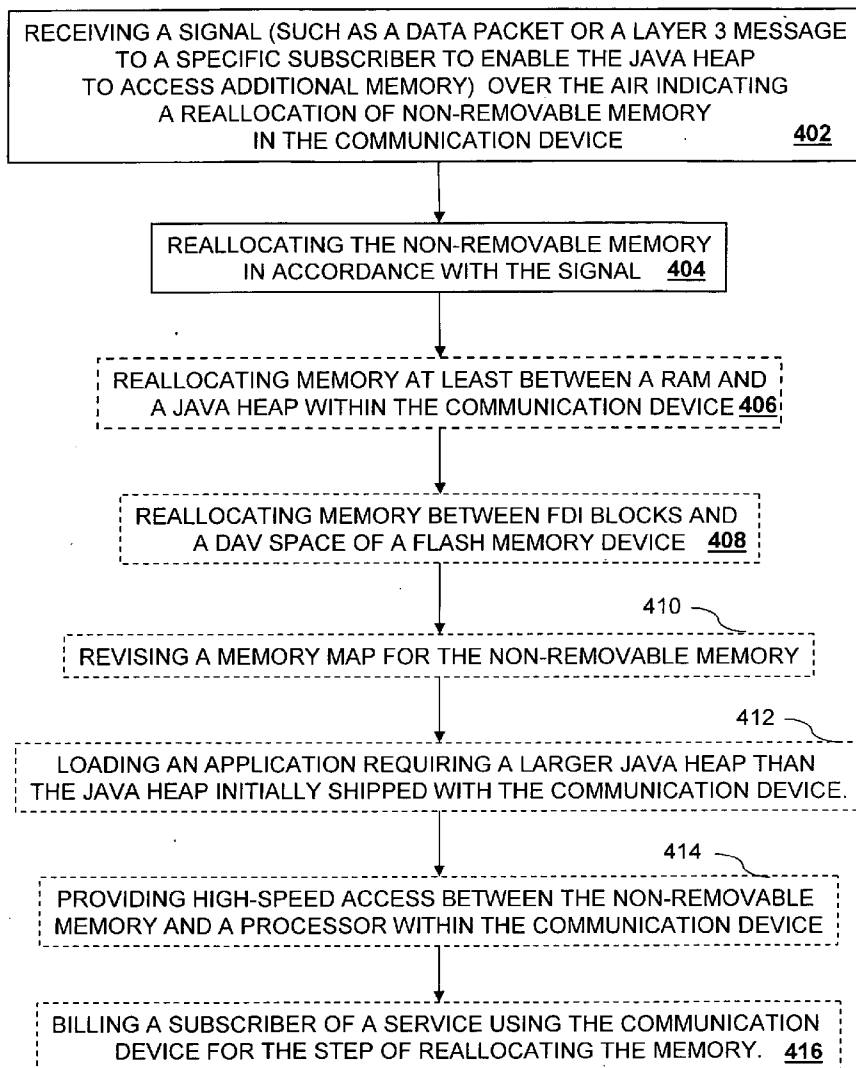 RECEIVING A SIGNAL (SUCH AS A DATA PACKET OR A LAYER 3 MESSAGE
TO A SPECIFIC SUBSCRIBER TO ENABLE THE JAVA HEAP
TO ACCESS ADDITIONAL MEMORY) OVER THE AIR INDICATING
A REALLOCATION OF NON-REMOVABLE MEMORY
IN THE COMMUNICATION DEVICE 402
REALLOCATING THE NON-REMOVABLE MEMORY
IN ACCORDANCE WITH THE SIGNAL 404
REALLOCATING MEMORY AT LEAST BETWEEN A RAM AND
A JAVA HEAP WITHIN THE COMMUNICATION DEVICE 406
REALLOCATING MEMORY BETWEEN FDI BLOCKS AND
A DAV SPACE OF A FLASH MEMORY DEVICE 408
410
REVISING A MEMORY MAP FOR THE NON-REMOVABLE MEMORY
412
LOADING AN APPLICATION REQUIRING A LARGER JAVA HEAP THAN
THE JAVA HEAP INITIALLY SHIPPED WITH THE COMMUNICATION DEVICE.
414
PROVIDING HIGH-SPEED ACCESS BETWEEN THE NON-REMOVABLE
MEMORY AND A PROCESSOR WITHIN THE COMMUNICATION DEVICE
BILLING A SUBSCRIBER OF A SERVICE USING THE COMMUNICATION
DEVICE FOR THE STEP OF REALLOCATING THE MEMORY. 416